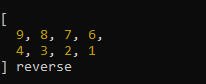 [
  9, 8, 7, 6,
  4, 3, 2, 1
] reverse